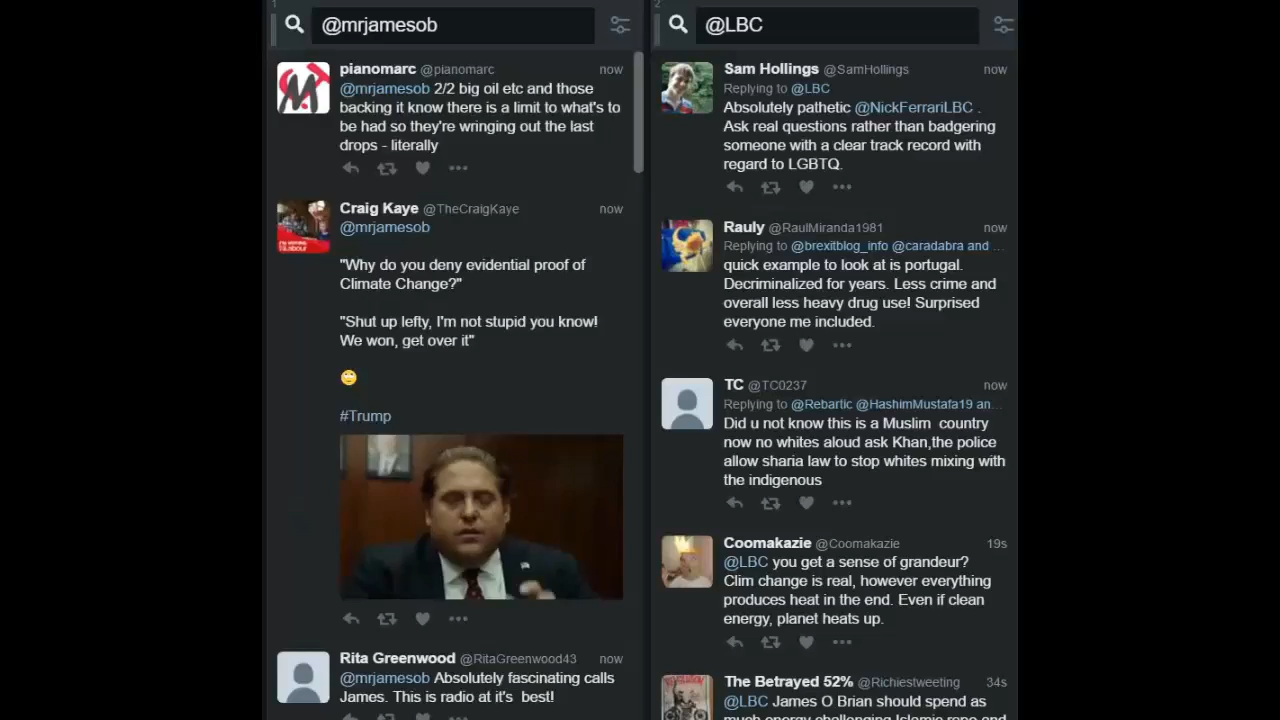 1
@mrjamesob
pianomarc @pianomarc now
@mrjamesob 2/2 big oil etc and those
backing it know there is a limit to what's to
be had so they're wringing out the last
drops - literally
Craig Kaye @TheCraigKaye now
@mrjamesob
"Why do you deny evidential proof of
Climate Change?"
"Shut up lefty, I'm not stupid you know!
We won, get over it"
#Trump
Rita Greenwood @RitaGreenwood43 now
@mrjamesob Absolutely fascinating calls
James. This is radio at it's best!
2
@LBC
Sam Hollings @SamHollings now
Replying to @LBC
Absolutely pathetic @NickFerrariLBC .
Ask real questions rather than badgering
someone with a clear track record with
regard to LGBTQ.
Rauly @RaulMiranda1981 now
Replying to @brexitblog_info @caradabra and ...
quick example to look at is portugal.
Decriminalized for years. Less crime and
overall less heavy drug use! Surprised
everyone me included.
TC @TC0237 now
Replying to @Rebartic @HashimMustafa19 an...
Did u not know this is a Muslim country
now no whites aloud ask Khan,the police
allow sharia law to stop whites mixing with
the indigenous
Coomakazie @Coomakazie 19s
@LBC you get a sense of grandeur?
Clim change is real, however everything
produces heat in the end. Even if clean
energy, planet heats up.
The Betrayed 52% @Richiestweeting 34s
@LBC James O Brian should spend as
much energy challenging Islamic rape and